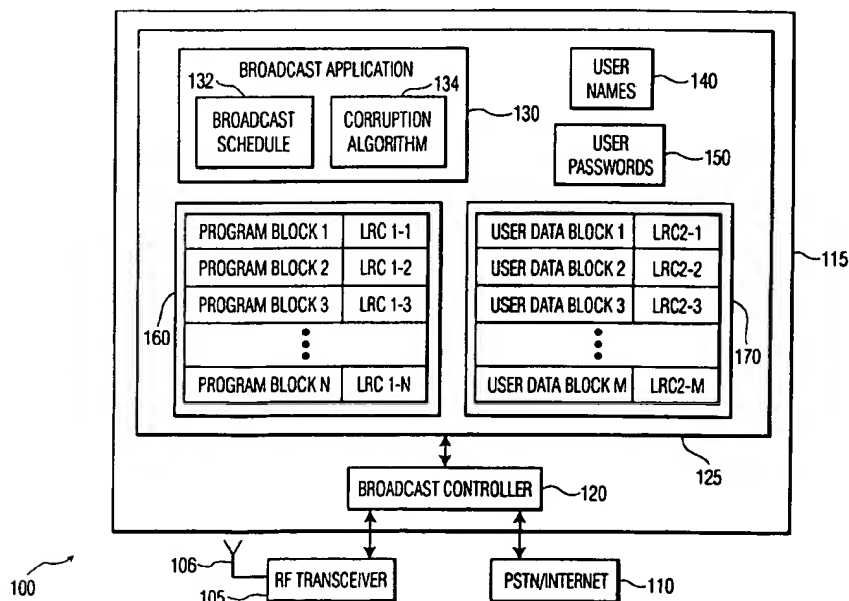 BROADCAST APPLICATION
132
134
BROADCAST
SCHEDULE
CORRUPTION
ALGORITHM
130
USER
NAMES
140
USER
PASSWORDS
150
PROGRAM BLOCK 1 LRC 1-1
PROGRAM BLOCK 2 LRC 1-2
PROGRAM BLOCK 3 LRC 1-3
PROGRAM BLOCK N LRC 1-N
160
USER DATA BLOCK 1 LRC2-1
USER DATA BLOCK 2 LRC2-2
USER DATA BLOCK 3 LRC2-3
USER DATA BLOCK M LRC2-M
170
115
125
BROADCAST CONTROLLER
120
100
106
RF TRANSCEIVER
105
PSTN/INTERNET
110